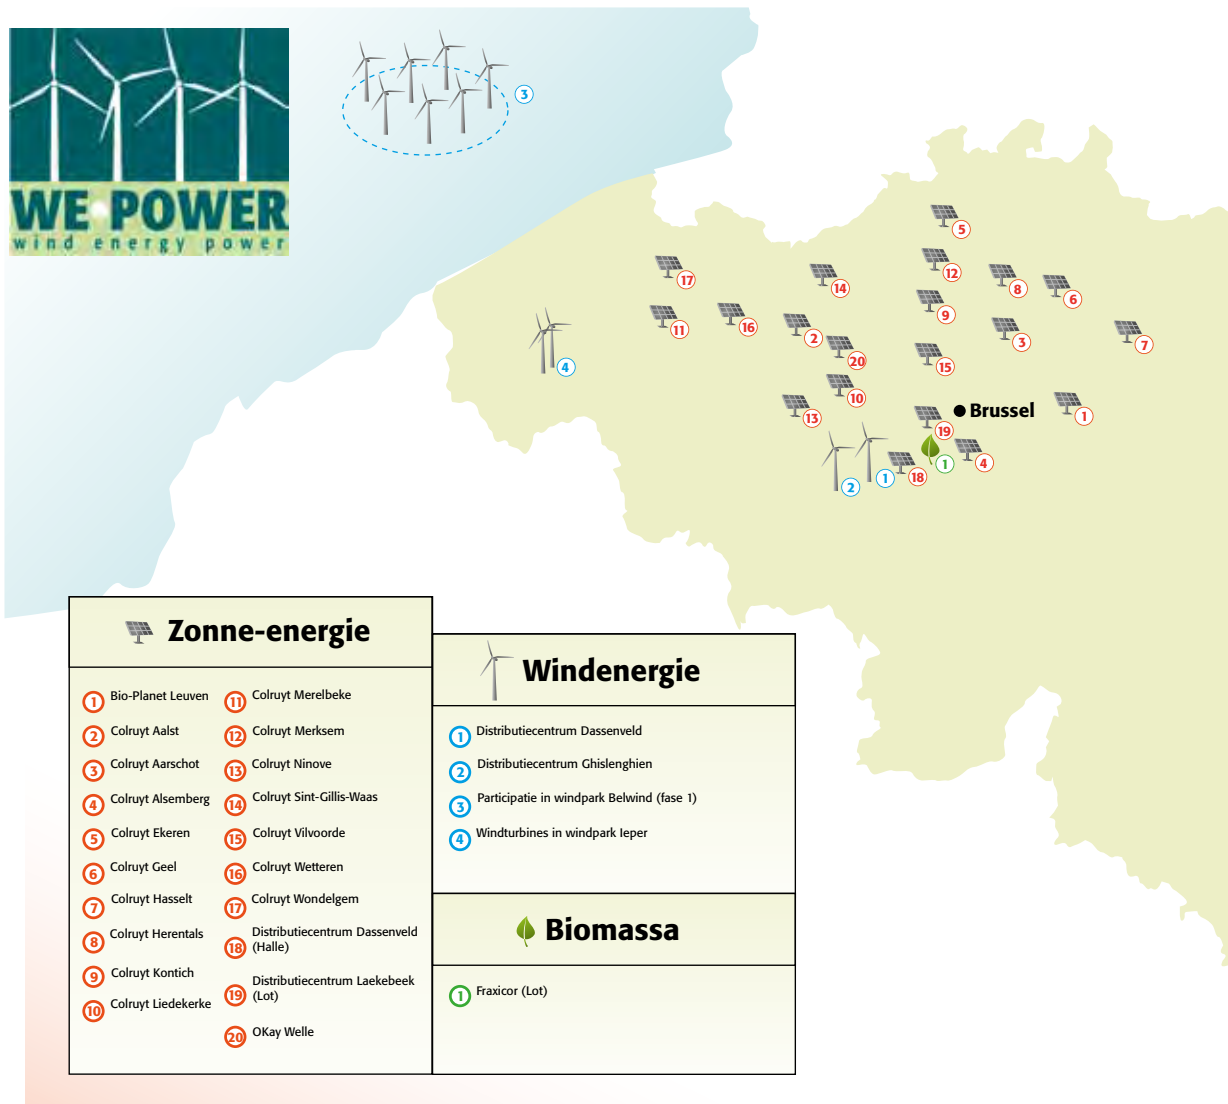 WE POWER
wind energy power
3
5
17
14
12
8
6
9
11
16
2
3
7
4
20
15
10
13
Brussel
1
19
1
4
2
1
18
Zonne-energie
1 Bio-Planet Leuven
2 Colruyt Aalst
3 Colruyt Aarschot
4 Colruyt Alsemberg
5 Colruyt Ekeren
6 Colruyt Geel
7 Colruyt Hasselt
8 Colruyt Herentals
9 Colruyt Kontich
10 Colruyt Liedekerke
11 Colruyt Merelbeke
12 Colruyt Merksem
13 Colruyt Ninove
14 Colruyt Sint-Gillis-Waas
15 Colruyt Vilvoorde
16 Colruyt Wetteren
17 Colruyt Wondelgem
18 Distributiecentrum Dassenveld
(Halle)
19 Distributiecentrum Laekebeek
(Lot)
20 OKay Welle
Windenergie
1 Distributiecentrum Dassenveld
2 Distributiecentrum Ghislenghien
3 Participatie in windpark Belwind (fase 1)
4 Windturbines in windpark Ieper
Biomassa
1 Fraxicor (Lot)